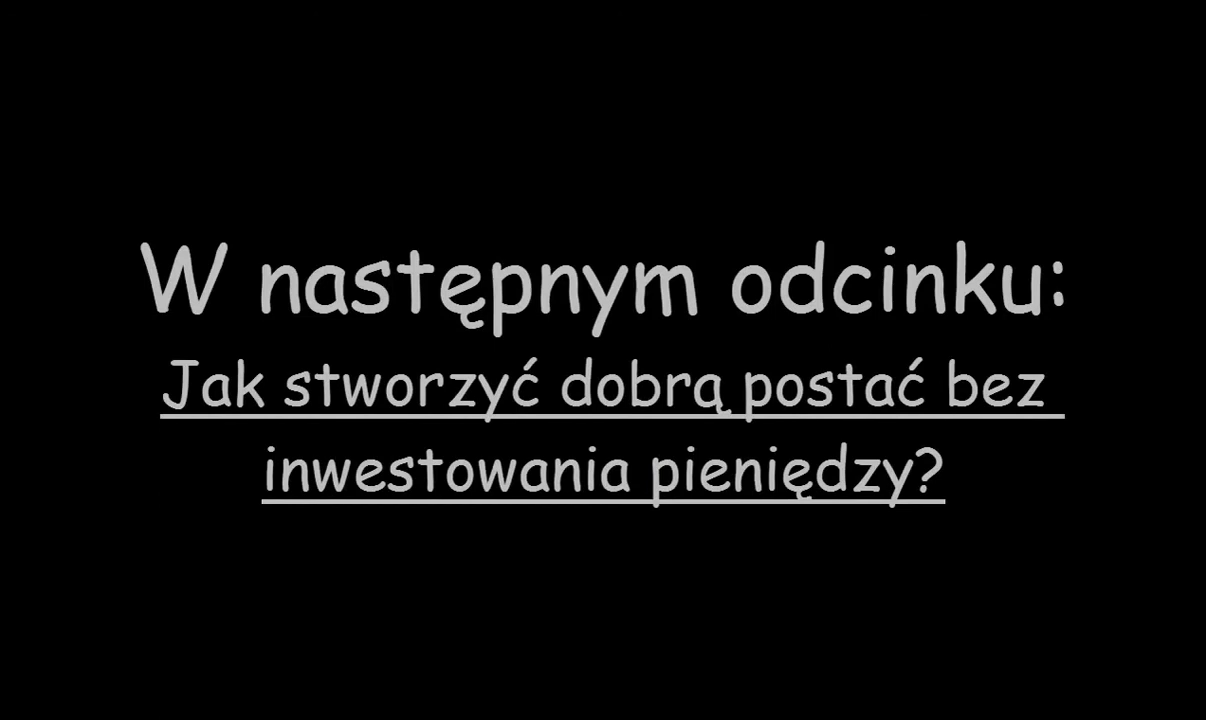 W następnym odcinku:
Jak stworzyć dobrą postać bez
inwestowania pieniędzy?